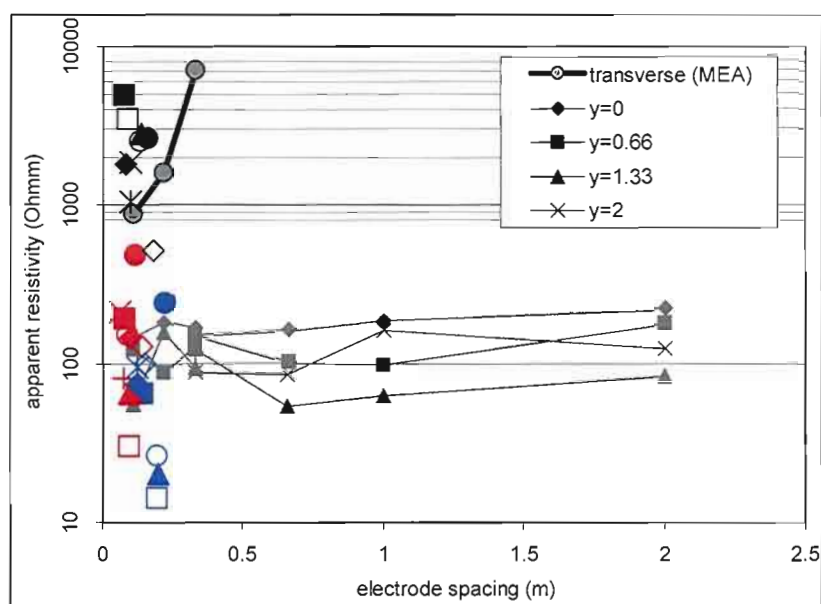 10000
1000
100
10
apparent resistivity (Ohmm)
transverse (MEA)
y=0
y=0.66
y=1.33
y=2
0
0.5
1
1.5
2
2.5
electrode spacing (m)